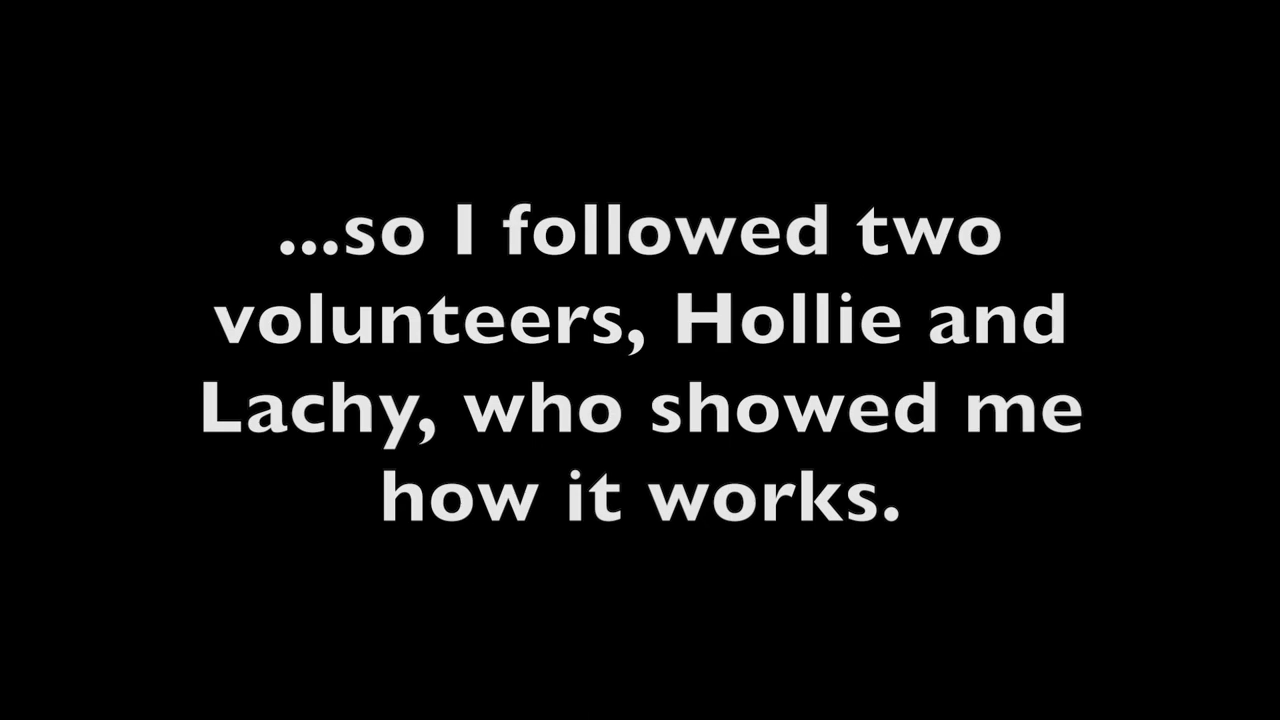 ...so I followed two
volunteers, Hollie and
Lachy, who showed me
how it works.